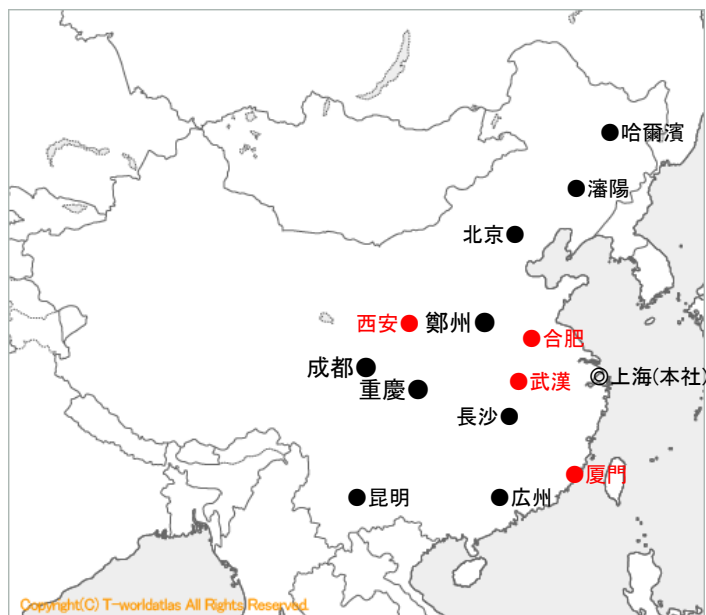 哈爾濱
瀋陽
北京
西安
鄭州
合肥
成都
重慶
武漢
上海(本社)
長沙
厦門
昆明
広州
Copyright(C) T-worldatlas All Rights Reserved.